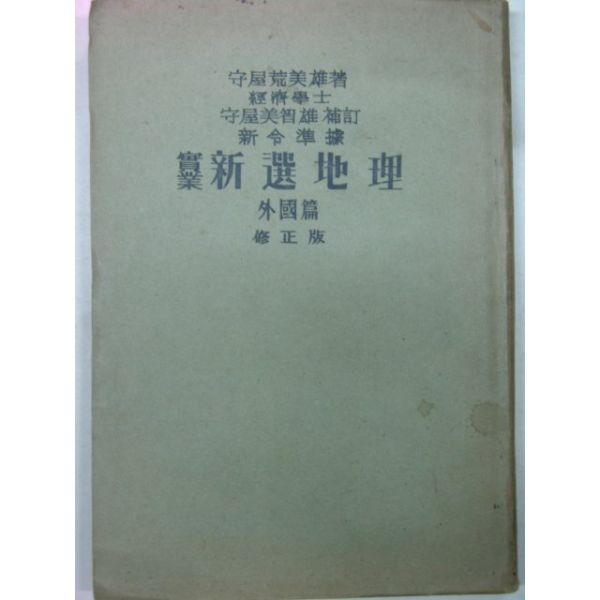 守屋荒美雄著
經濟學士
守屋美智雄補訂
新令準據
實業 新選地理
外國篇
修正版